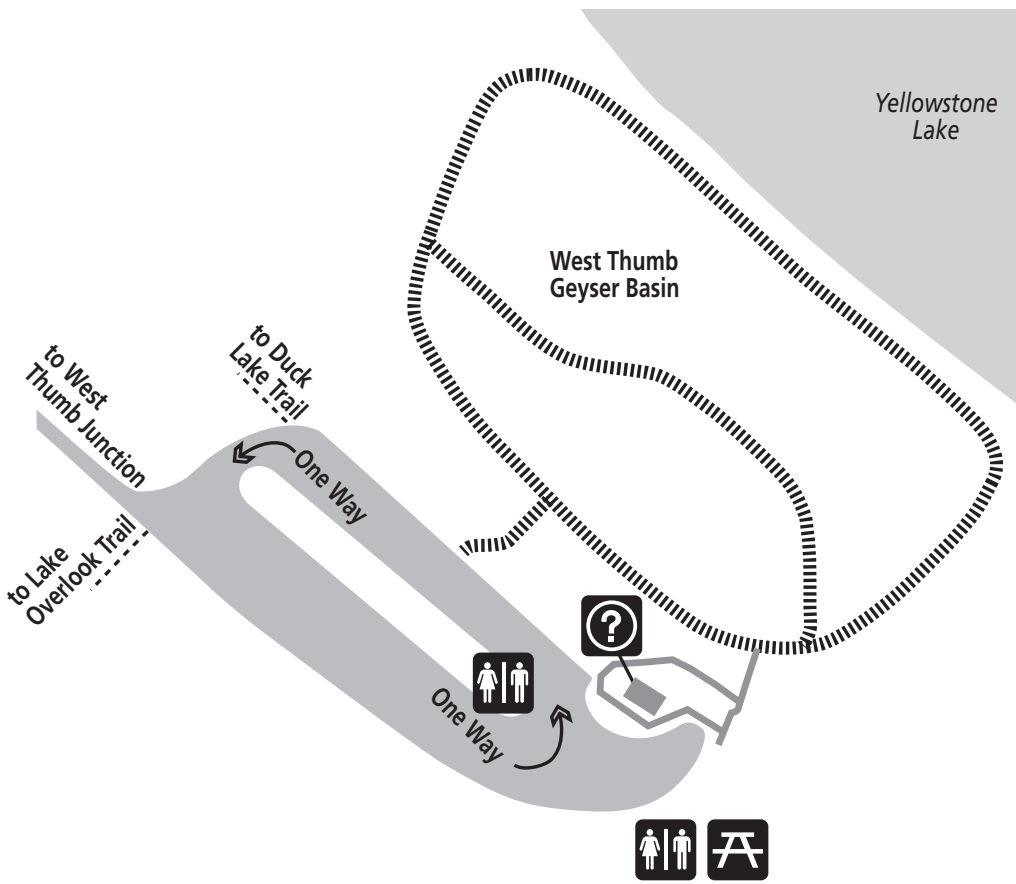 Yellowstone
Lake
West Thumb
Geyser Basin
to Duck
Lake Trail
to West
Thumb Junction
One Way
to Lake
Overlook Trail
?
One Way